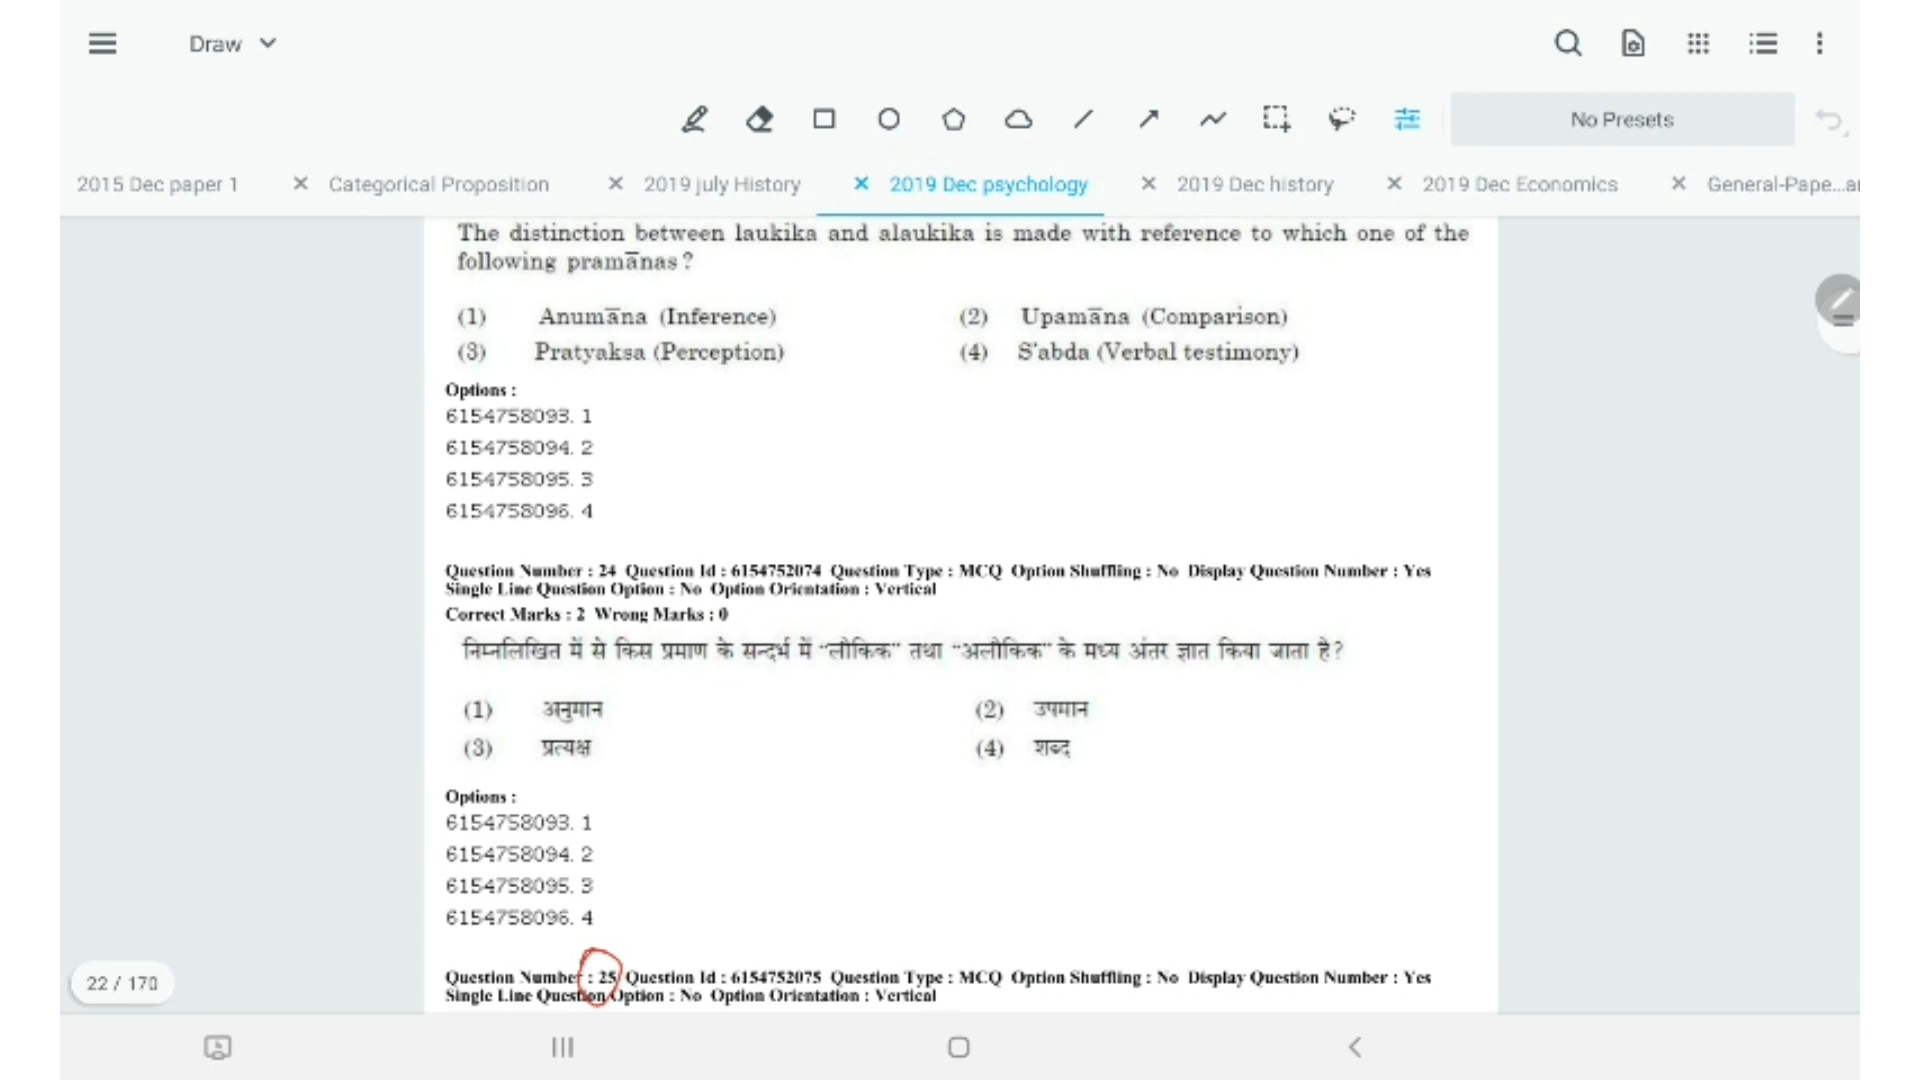 Draw
No Presets
2015 Dec paper 1
Categorical Proposition
2019 july History
2019 Dec psychology
2019 Dec history
2019 Dec Economics
General-Pape...a
The distinction between laukika and alaukika is made with reference to which one of the
following pramānas ?
(1) Anumāna (Inference) (2) Upamāna (Comparison)
(3) Pratyaksa (Perception) (4) S'abda (Verbal testimony)
Options :
6154758093. 1
6154758094. 2
6154758095. 3
6154758096. 4
Question Number : 24 Question Id : 6154752074 Question Type : MCQ Option Shuffling : No Display Question Number : Yes
Single Line Question Option : No Option Orientation : Vertical
Correct Marks : 2 Wrong Marks : 0
निम्नलिखित में से किस प्रमाण के सन्दर्भ में "लौकिक" तथा "अलौकिक" के मध्य अंतर ज्ञात किया जाता है ?
(1) अनुमान (2) उपमान
(3) प्रत्यक्ष (4) शब्द
Options :
6154758093. 1
6154758094. 2
6154758095. 3
6154758096. 4
Question Number : 25 Question Id : 6154752075 Question Type : MCQ Option Shuffling : No Display Question Number : Yes
Single Line Question Option : No Option Orientation : Vertical
22 / 170